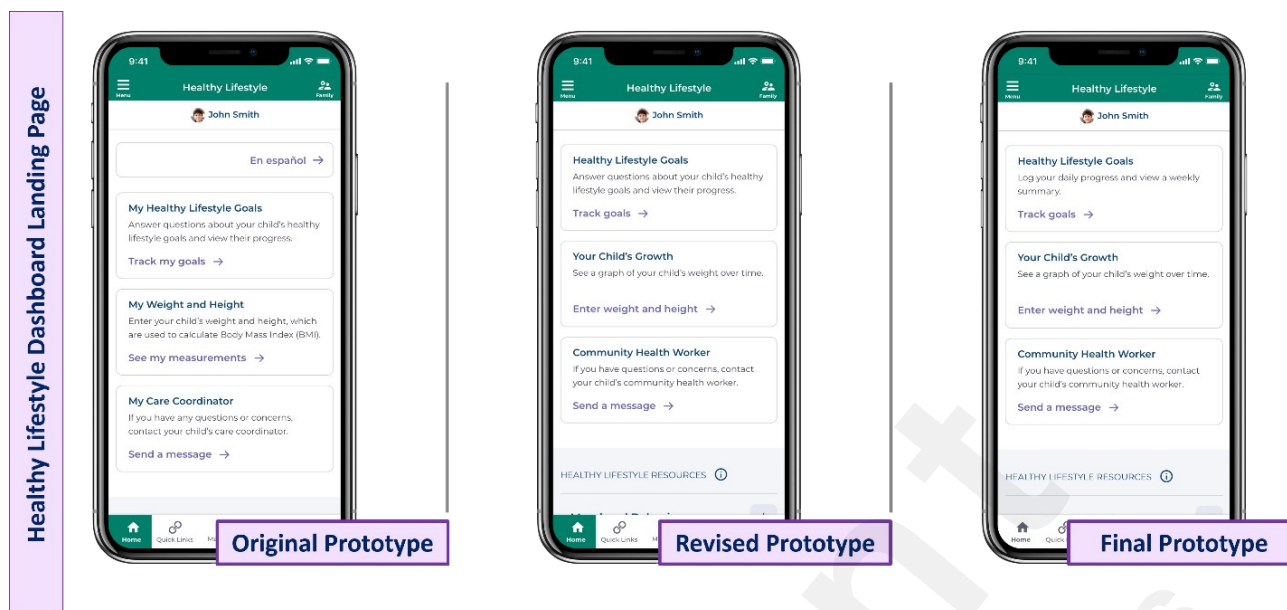 Healthy Lifestyle Dashboard Landing Page
9:41
Healthy Lifestyle
Menu
Family
John Smith
En español →
My Healthy Lifestyle Goals
Answer questions about your child's healthy
lifestyle goals and view their progress.
Track my goals →
My Weight and Height
Enter your child's weight and height, which
are used to calculate Body Mass Index (BMI).
See my measurements →
My Care Coordinator
If you have any questions or concerns,
contact your child's care coordinator.
Send a message →
Home
Quick Links
Original Prototype
9:41
Healthy Lifestyle
Menu
Family
John Smith
Healthy Lifestyle Goals
Answer questions about your child's healthy
lifestyle goals and view their progress.
Track goals →
Your Child's Growth
See a graph of your child's weight over time.
Enter weight and height →
Community Health Worker
If you have questions or concerns, contact
your child's community health worker.
Send a message →
HEALTHY LIFESTYLE RESOURCES
Home
Quick Links
Revised Prototype
9:41
Healthy Lifestyle
Menu
Family
John Smith
Healthy Lifestyle Goals
Log your daily progress and view a weekly
summary.
Track goals →
Your Child's Growth
See a graph of your child's weight over time.
Enter weight and height →
Community Health Worker
If you have questions or concerns, contact
your child's community health worker.
Send a message →
HEALTHY LIFESTYLE RESOURCES
Home
Final Prototype